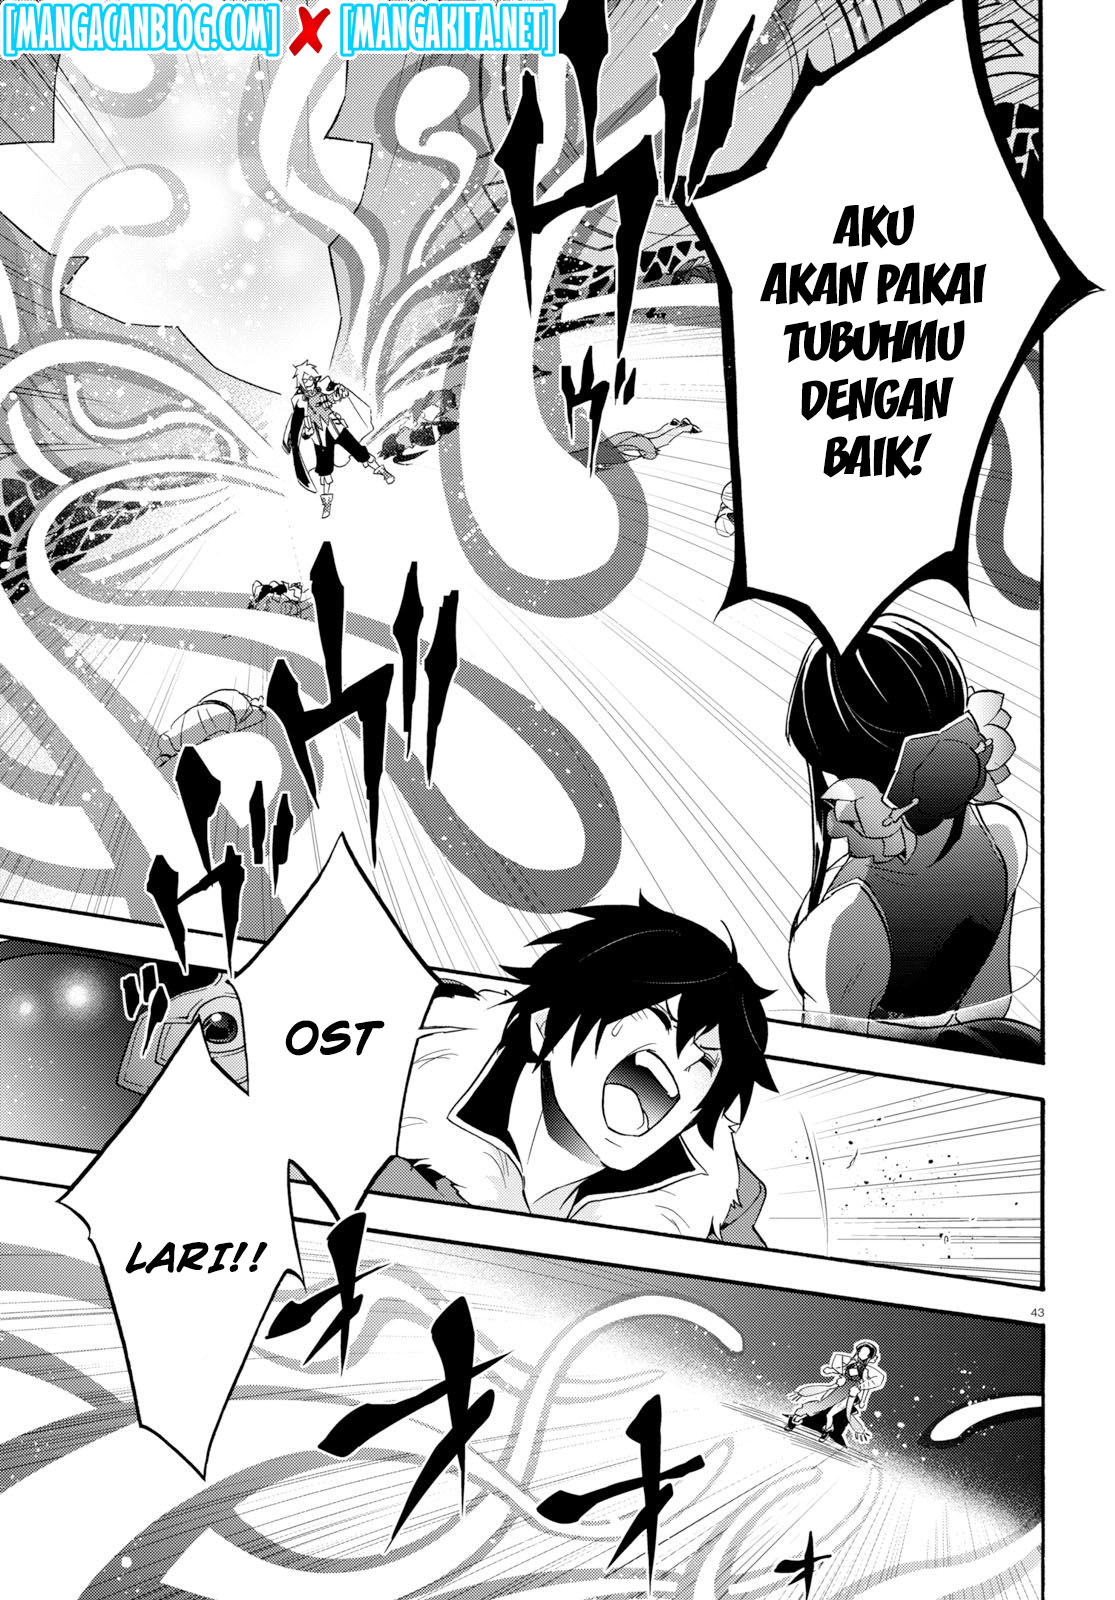 [MANGACANBLOG.COM] X [MANGAKITA.NET]
AKU
AKAN PAKAI
TUBUHMU
DENGAN
BAIK!
OST
LARI!!
43